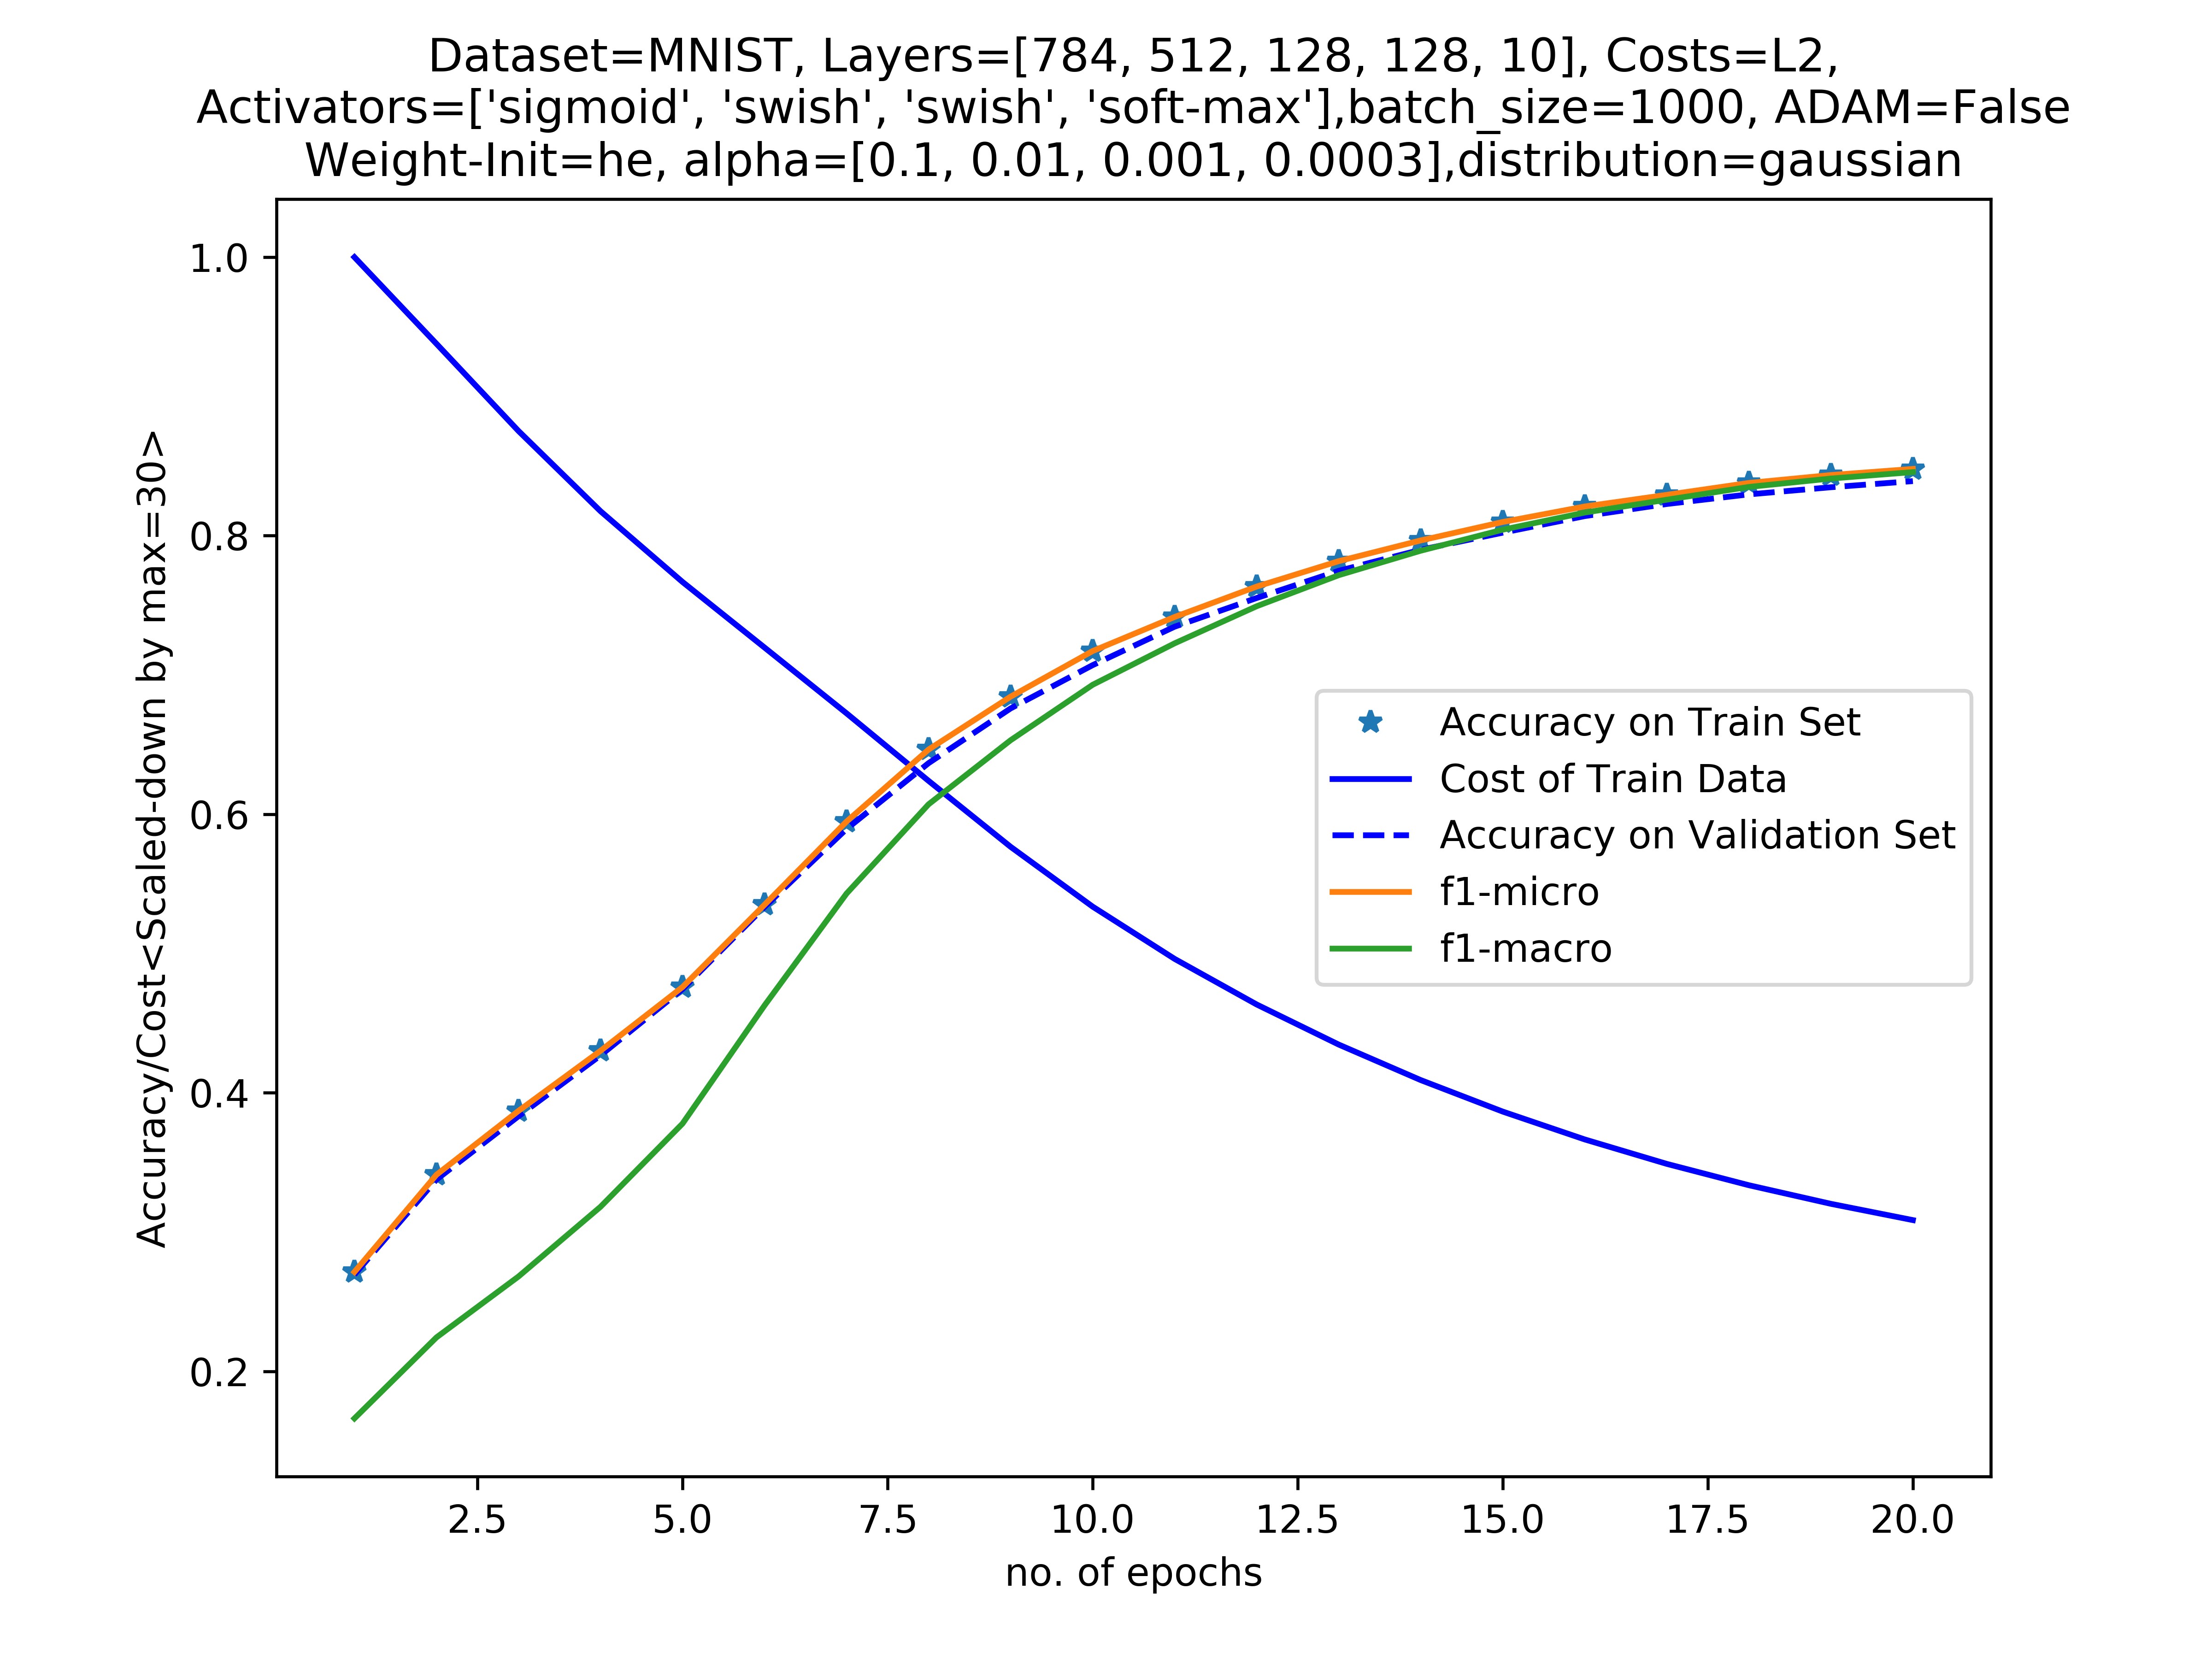 Dataset=MNIST, Layers=[784, 512, 128, 128, 10], Costs=L2,
Activators=['sigmoid', 'swish', 'swish', 'soft-max'],batch_size=1000, ADAM=False
Weight-Init=he, alpha=[0.1, 0.01, 0.001, 0.0003],distribution=gaussian
Accuracy/Cost<Scaled-down by max=30>
1.0
0.8
0.6
0.4
0.2
Accuracy on Train Set
Cost of Train Data
Accuracy on Validation Set
f1-micro
f1-macro
2.5 5.0 7.5 10.0 12.5 15.0 17.5 20.0
no. of epochs